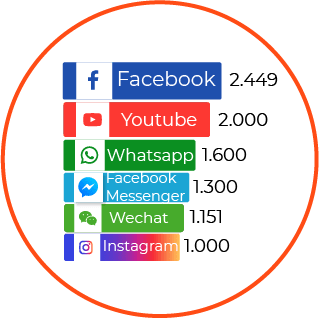 Facebook 2.449
Youtube 2.000
Whatsapp 1.600
Facebook
Messenger 1.300
Wechat 1.151
Instagram 1.000